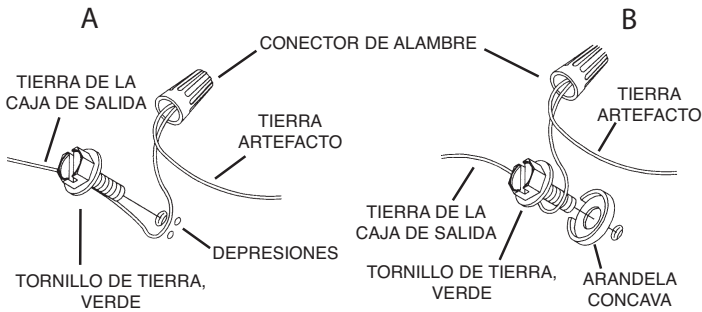 A
CONECTOR DE ALAMBRE
TIERRA DE LA
CAJA DE SALIDA
TIERRA
ARTEFACTO
DEPRESIONES
TORNILLO DE TIERRA,
VERDE
B
TIERRA
ARTEFACTO
TIERRA DE LA
CAJA DE SALIDA
TORNILLO DE TIERRA,
VERDE
ARANDELA
CONCAVA